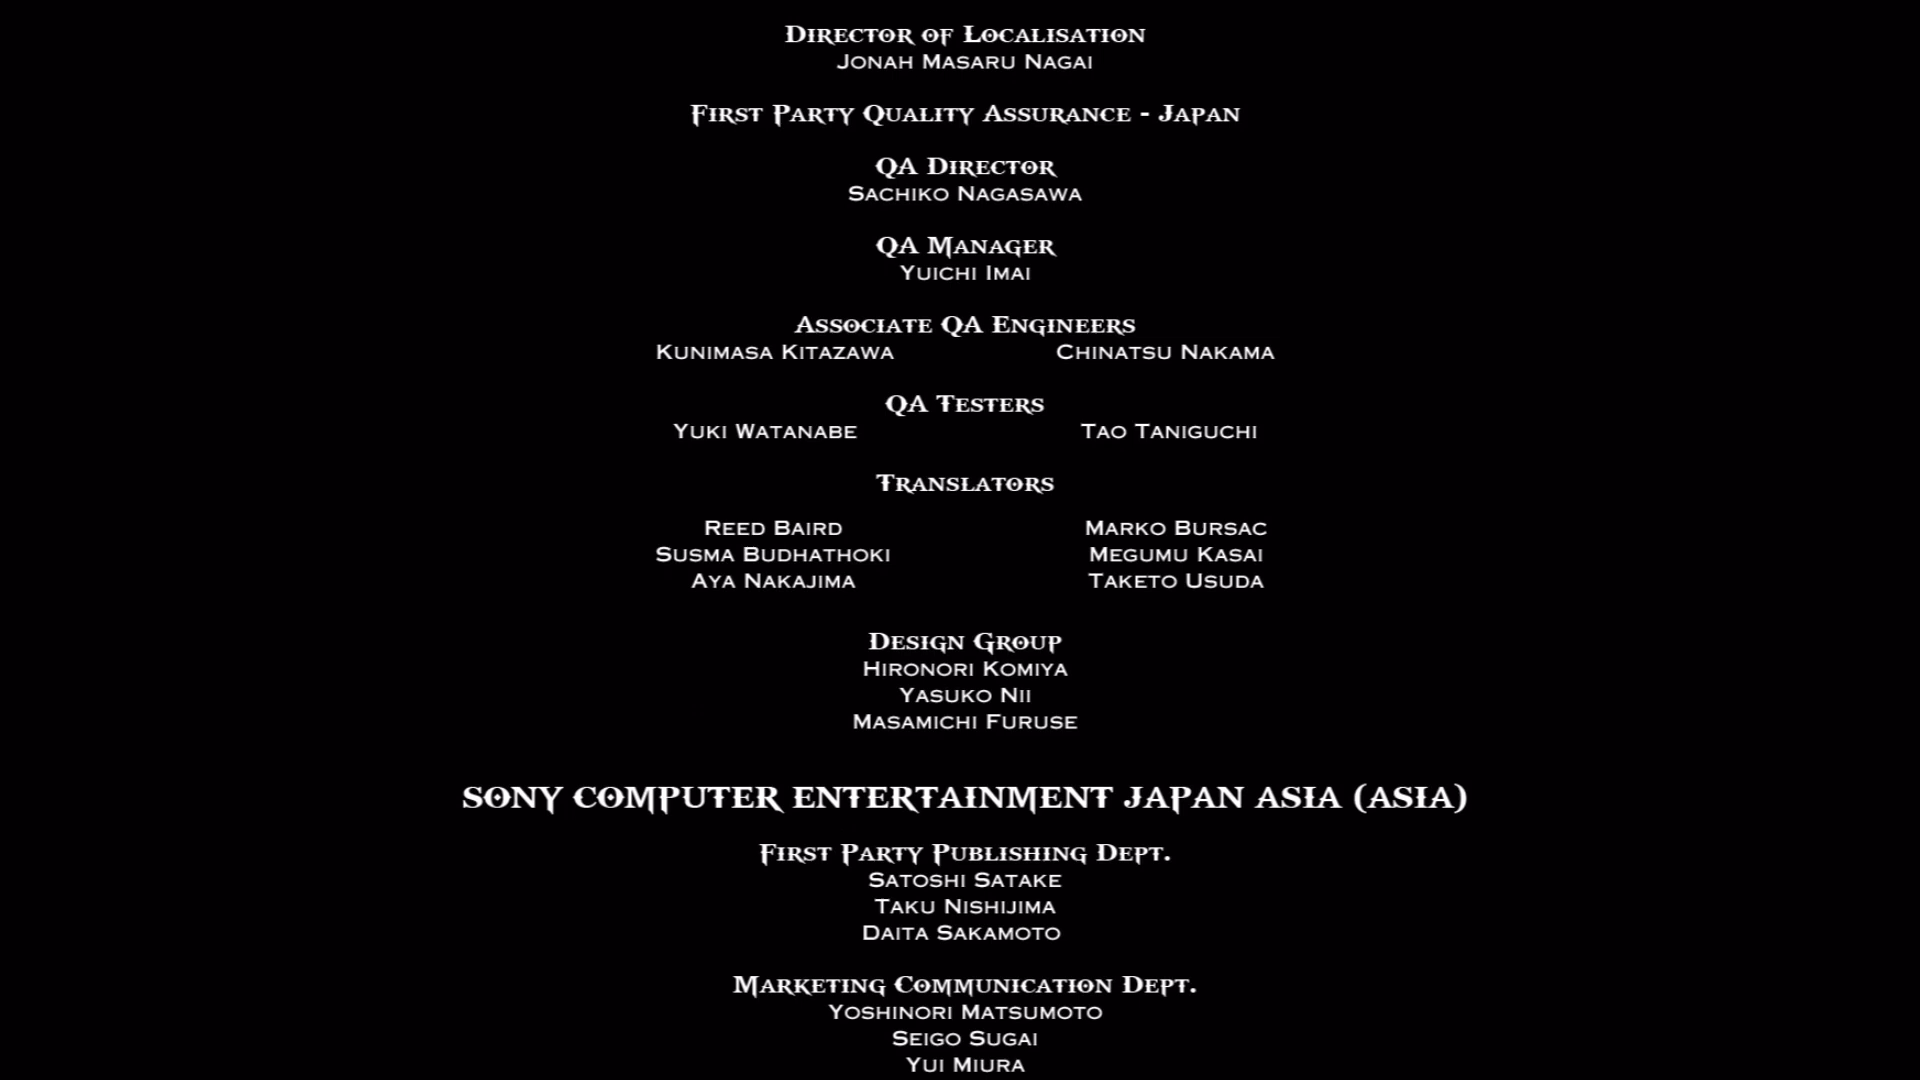 Director of Localisation
Jonah Masaru Nagai
First Party Quality Assurance - Japan
QA Director
Sachiko Nagasawa
QA Manager
Yuichi Imai
Associate QA Engineers
Kunimasa Kitazawa Chinatsu Nakama
QA Testers
Yuki Watanabe Tao Taniguchi
Translators
Reed Baird Marko Bursac
Susma Budhathoki Megumu Kasai
Aya Nakajima Taketo Usuda
Design Group
Hironori Komiya
Yasuko Nii
Masamichi Furuse
SONY COMPUTER ENTERTAINMENT JAPAN ASIA (ASIA)
First Party Publishing Dept.
Satoshi Satake
Taku Nishijima
Daita Sakamoto
Marketing Communication Dept.
Yoshinori Matsumoto
Seigo Sugai
Yui Miura